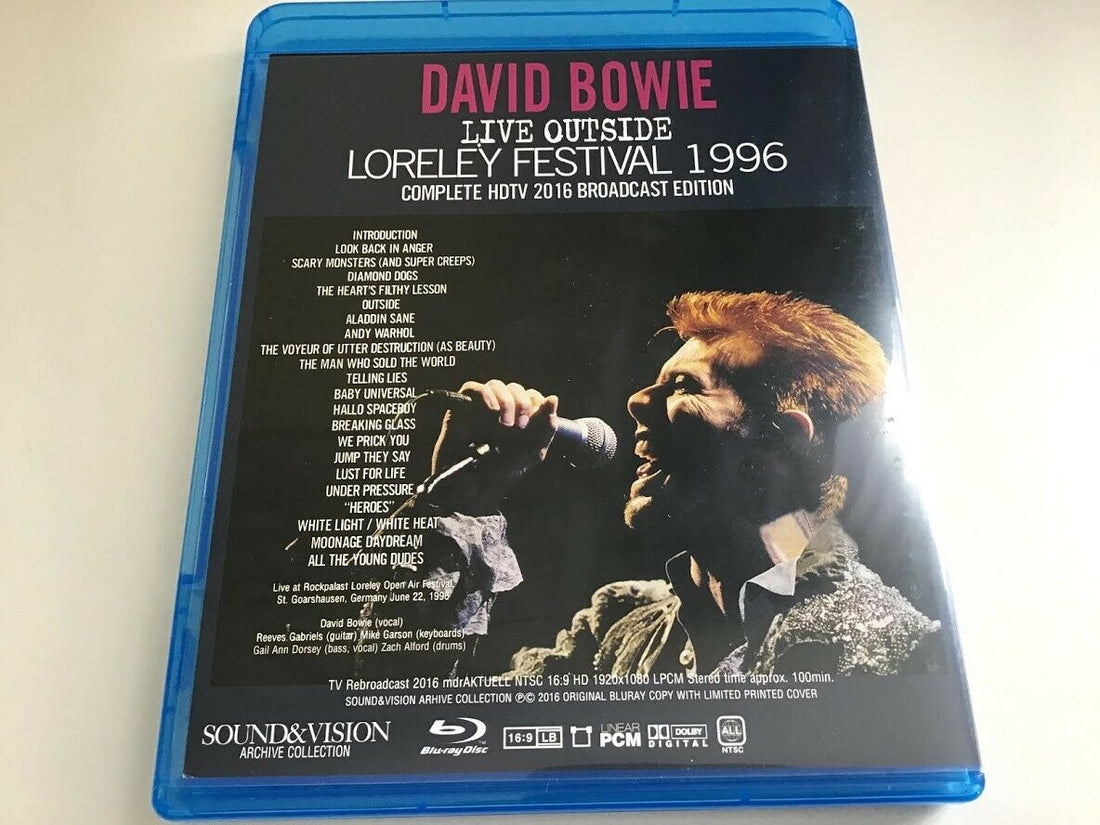 DAVID BOWIE
LIVE OUTSIDE
LORELEY FESTIVAL 1996
COMPLETE HDTV 2016 BROADCAST EDITION
INTRODUCTION
LOOK BACK IN ANGER
SCARY MONSTERS (AND SUPER CREEPS)
DIAMOND DOGS
THE HEART'S FILTHY LESSON
OUTSIDE
ALADDIN SANE
ANDY WARHOL
THE VOYEUR OF UTTER DESTRUCTION (AS BEAUTY)
THE MAN WHO SOLD THE WORLD
TELLING LIES
BABY UNIVERSAL
HALLO SPACEBOY
BREAKING GLASS
WE PRICK YOU
JUMP THEY SAY
LUST FOR LIFE
UNDER PRESSURE
"HEROES"
WHITE LIGHT / WHITE HEAT
MOONAGE DAYDREAM
ALL THE YOUNG DUDES
Live at Rockpalast Loreley Open Air Festival,
St. Goarshausen, Germany June 22, 1996
David Bowie (vocal)
Reeves Gabriels (guitar) Mike Garson (keyboards)
Gail Ann Dorsey (bass, vocal) Zach Alford (drums)
TV Rebroadcast 2016 mdrAKTUELL NTSC 16:9 HD 1920x1080 LPCM Stereo time approx. 100min.
SOUND&VISION ARHIVE COLLECTION ℗© 2016 ORIGINAL BLURAY COPY WITH LIMITED PRINTED COVER
SOUND&VISION
ARCHIVE COLLECTION
Blu-ray Disc™
16:9 LB
LINEAR
PCM
DOLBY
DIGITAL
ALL
NTSC